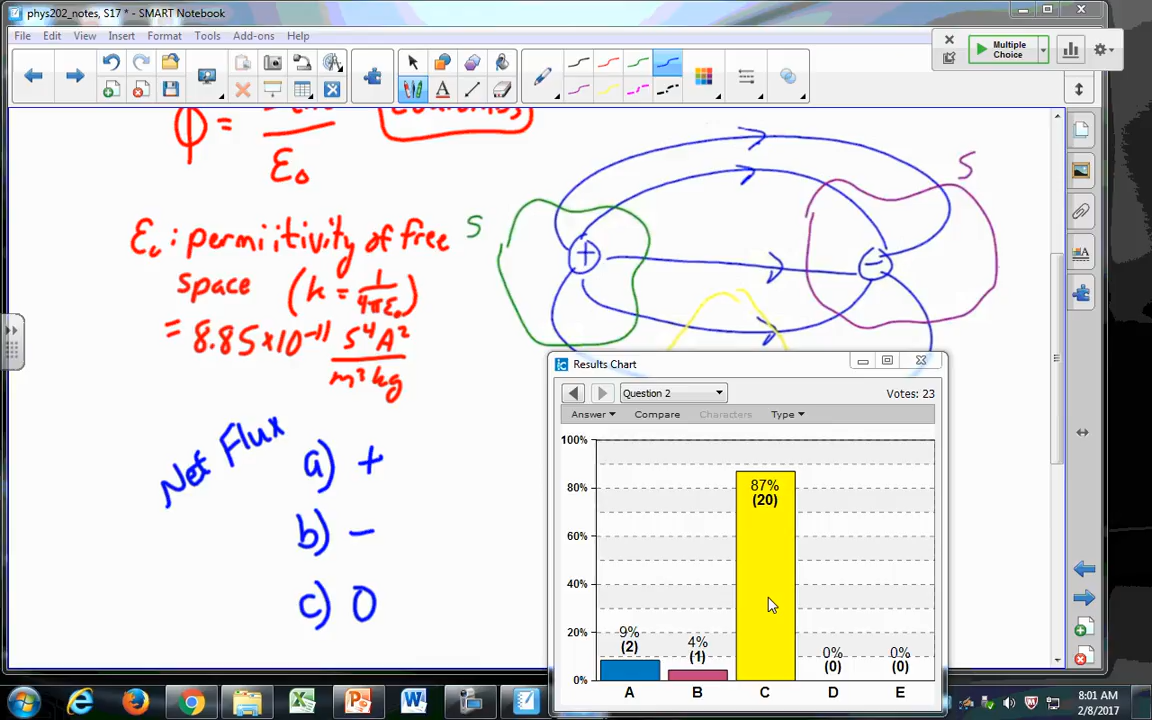 phys202_notes, S17 * - SMART Notebook
File Edit View Insert Format Tools Add-ons Help
Multiple
Choice
Φ =
ε₀
S
S
+
−
ε₀ : permiitivity of free
space (k = 1/4πε₀)
= 8.85×10⁻¹¹ S⁴A²/m³kg
Net Flux
a) +
b) −
c) 0
Results Chart
Question 2
Votes: 23
Answer Compare Characters Type
100%
80%
60%
40%
20%
0%
9%
(2)
4%
(1)
87%
(20)
0%
(0)
0%
(0)
A B C D E
8:01 AM
2/8/2017